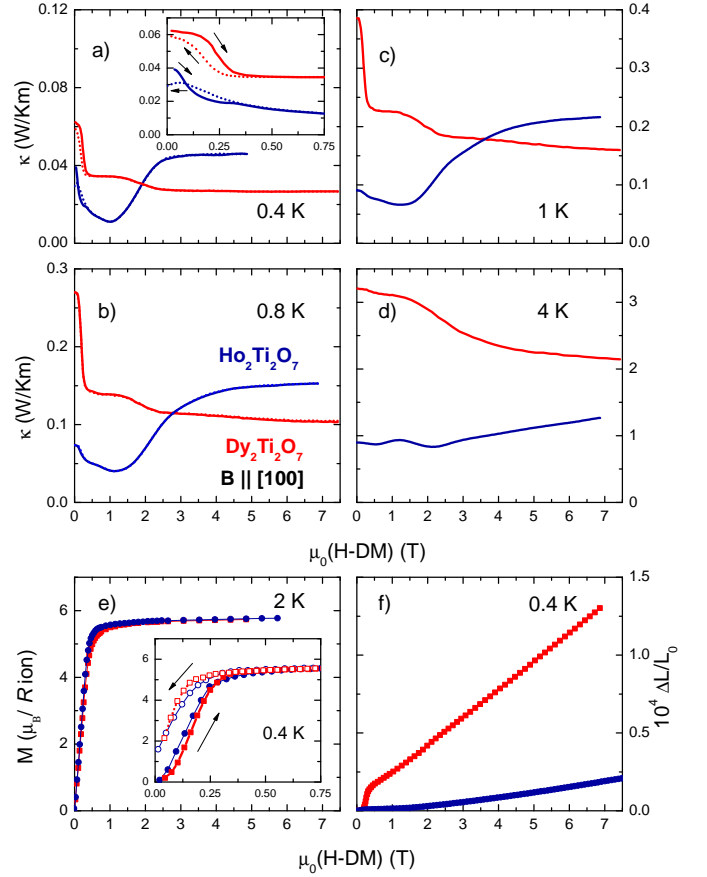 0.12
0.08
0.04
0.00
κ (W/Km)
a)
0.06
0.04
0.02
0.00
0.00 0.25 0.50 0.75
0.4 K
c)
1 K
0.4
0.3
0.2
0.1
0.0
0.3
0.2
0.1
0.0
κ (W/Km)
b)
0.8 K
Ho2Ti2O7
Dy2Ti2O7
B || [100]
0 1 2 3 4 5 6 7
d)
4 K
3
2
1
0
0 1 2 3 4 5 6 7
μ0(H-DM) (T)
8
6
4
2
0
M (μB / R ion)
e)
2 K
6
4
2
0
0.00 0.25 0.50 0.75
0.4 K
0 1 2 3 4 5 6 7
f)
0.4 K
1.5
1.0
0.5
0.0
10^4 ΔL/L0
0 1 2 3 4 5 6 7
μ0(H-DM) (T)